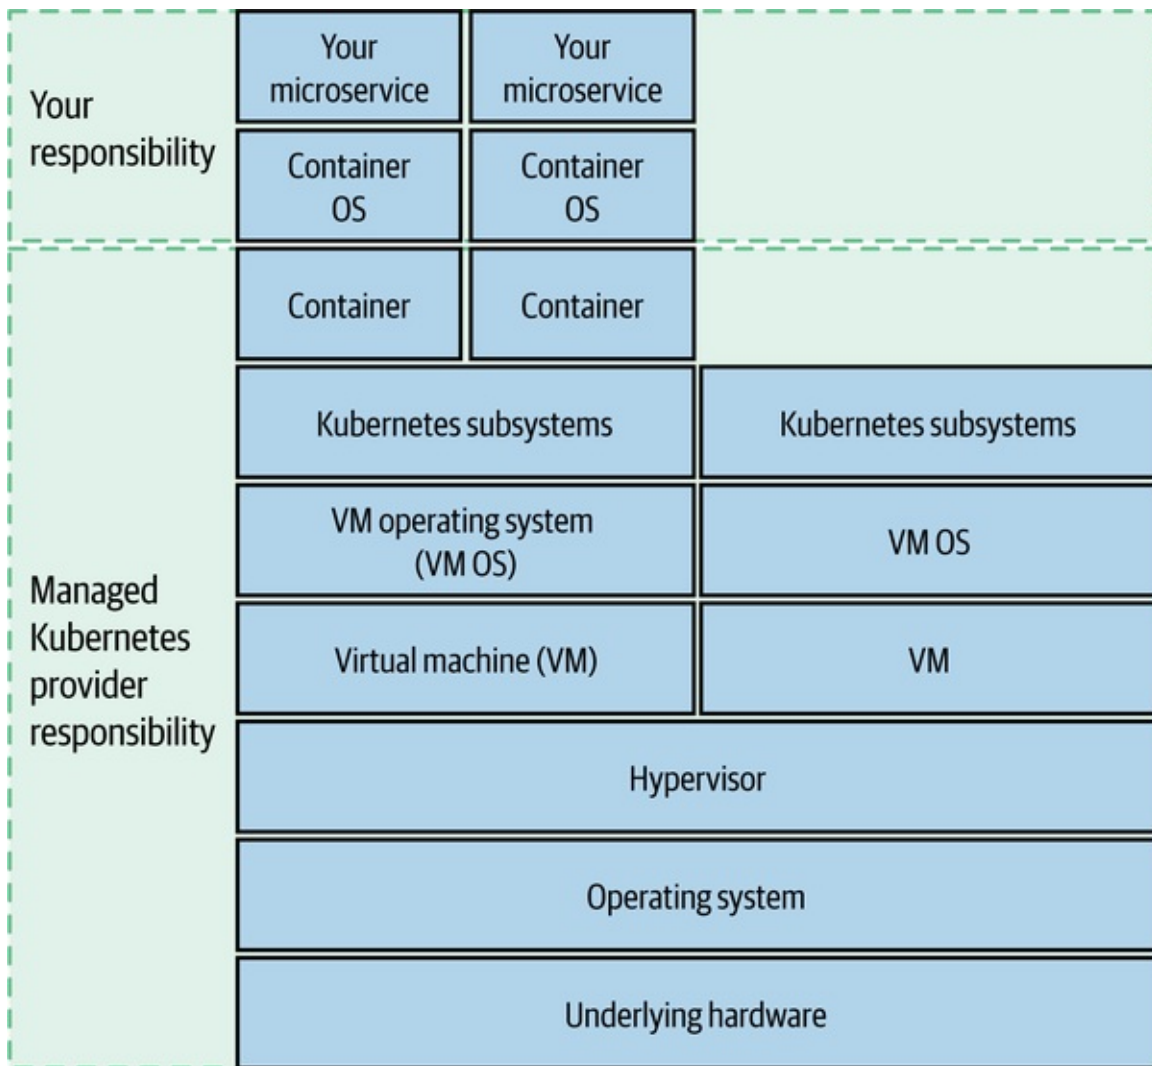 Your
responsibility
Your
microservice
Your
microservice
Container
OS
Container
OS
Managed
Kubernetes
provider
responsibility
Container
Container
Kubernetes subsystems
Kubernetes subsystems
VM operating system
(VM OS)
VM OS
Virtual machine (VM)
VM
Hypervisor
Operating system
Underlying hardware